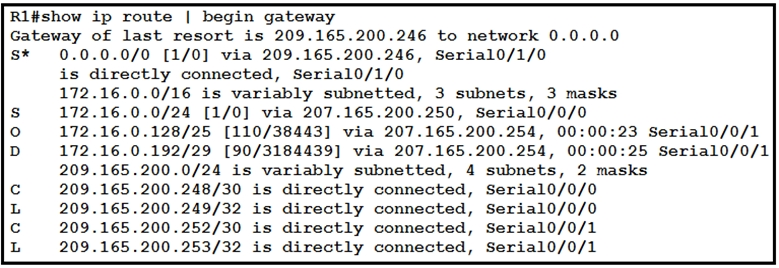 R1#show ip route | begin gateway
Gateway of last resort is 209.165.200.246 to network 0.0.0.0
S* 0.0.0.0/0 [1/0] via 209.165.200.246, Serial0/1/0
is directly connected, Serial0/1/0
172.16.0.0/16 is variably subnetted, 3 subnets, 3 masks
S 172.16.0.0/24 [1/0] via 207.165.200.250, Serial0/0/0
O 172.16.0.128/25 [110/38443] via 207.165.200.254, 00:00:23 Serial0/0/1
D 172.16.0.192/29 [90/3184439] via 207.165.200.254, 00:00:25 Serial0/0/1
209.165.200.0/24 is variably subnetted, 4 subnets, 2 masks
C 209.165.200.248/30 is directly connected, Serial0/0/0
L 209.165.200.249/32 is directly connected, Serial0/0/0
C 209.165.200.252/30 is directly connected, Serial0/0/1
L 209.165.200.253/32 is directly connected, Serial0/0/1